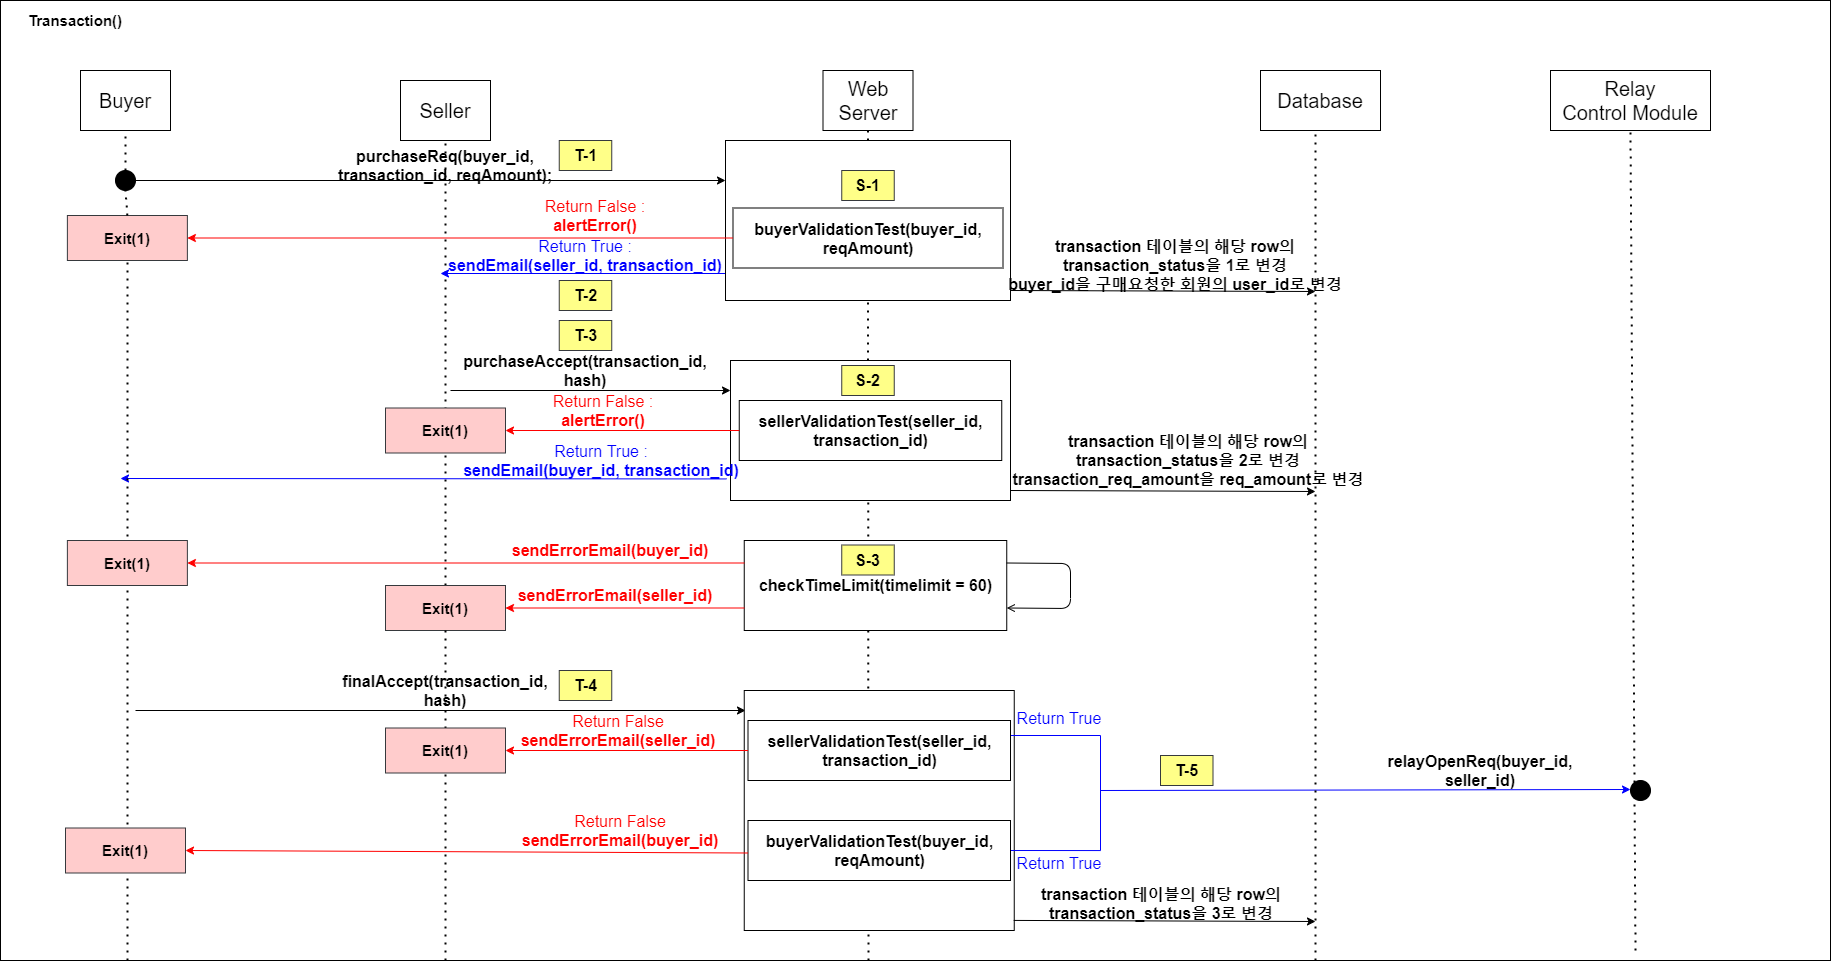 Transaction()
Buyer
Seller
Web
Server
Database
Relay
Control Module
T-1
purchaseReq(buyer_id,
transaction_id, reqAmount);
S-1
buyerValidationTest(buyer_id,
reqAmount)
Return False :
alertError()
Exit(1)
Return True :
sendEmail(seller_id, transaction_id)
T-2
transaction 테이블의 해당 row의
transaction_status을 1로 변경
buyer_id을 구매요청한 회원의 user_id로 변경
T-3
purchaseAccept(transaction_id,
hash)
S-2
sellerValidationTest(seller_id,
transaction_id)
Return False :
alertError()
Exit(1)
Return True :
sendEmail(buyer_id, transaction_id)
transaction 테이블의 해당 row의
transaction_status을 2로 변경
transaction_req_amount을 req_amount로 변경
S-3
checkTimeLimit(timelimit = 60)
sendErrorEmail(buyer_id)
Exit(1)
sendErrorEmail(seller_id)
Exit(1)
T-4
finalAccept(transaction_id,
hash)
Return False
sendErrorEmail(seller_id)
Exit(1)
sellerValidationTest(seller_id,
transaction_id)
Return True
T-5
relayOpenReq(buyer_id,
seller_id)
Return False
sendErrorEmail(buyer_id)
Exit(1)
buyerValidationTest(buyer_id,
reqAmount)
Return True
transaction 테이블의 해당 row의
transaction_status을 3로 변경